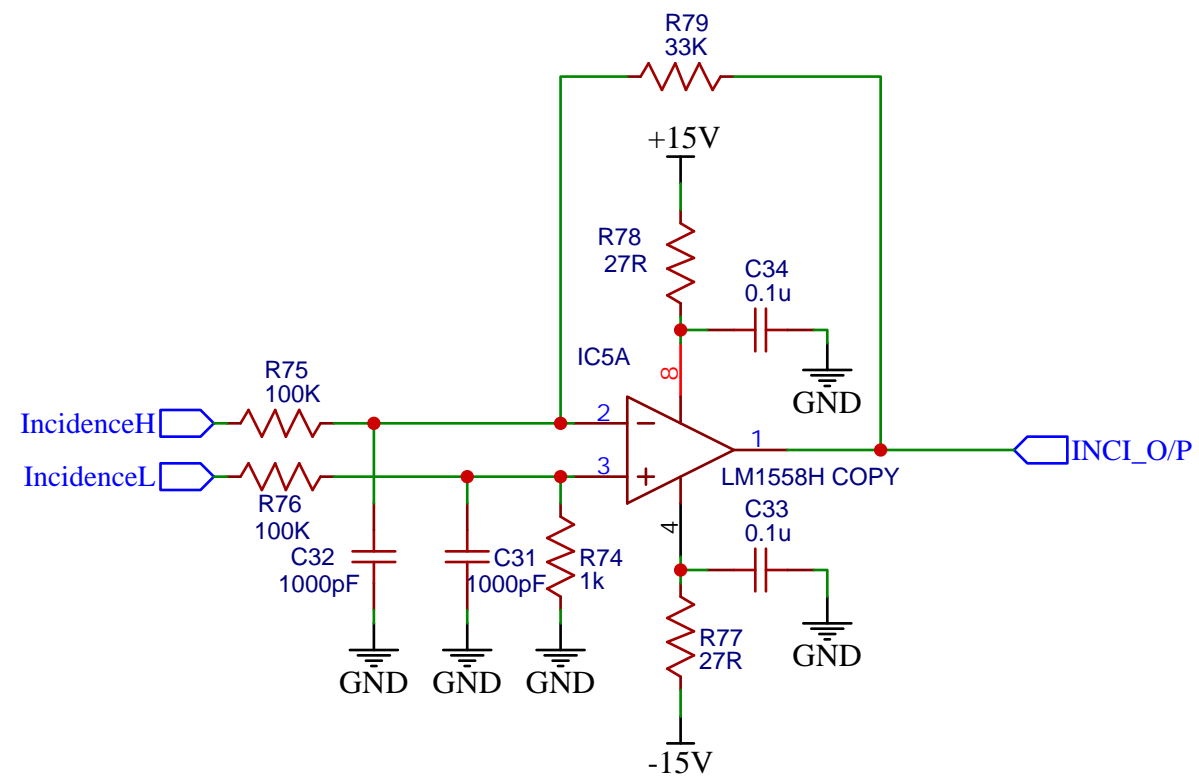 R79
33K
+15V
R78
27R
C34
0.1u
IC5A
8
GND
R75
100K
IncidenceH
2
1
INCI_O/P
IncidenceL
3
LM1558H COPY
R76
100K
4
C33
0.1u
C32
1000pF
C31
1000pF
R74
1k
R77
27R
GND
GND
GND
GND
-15V